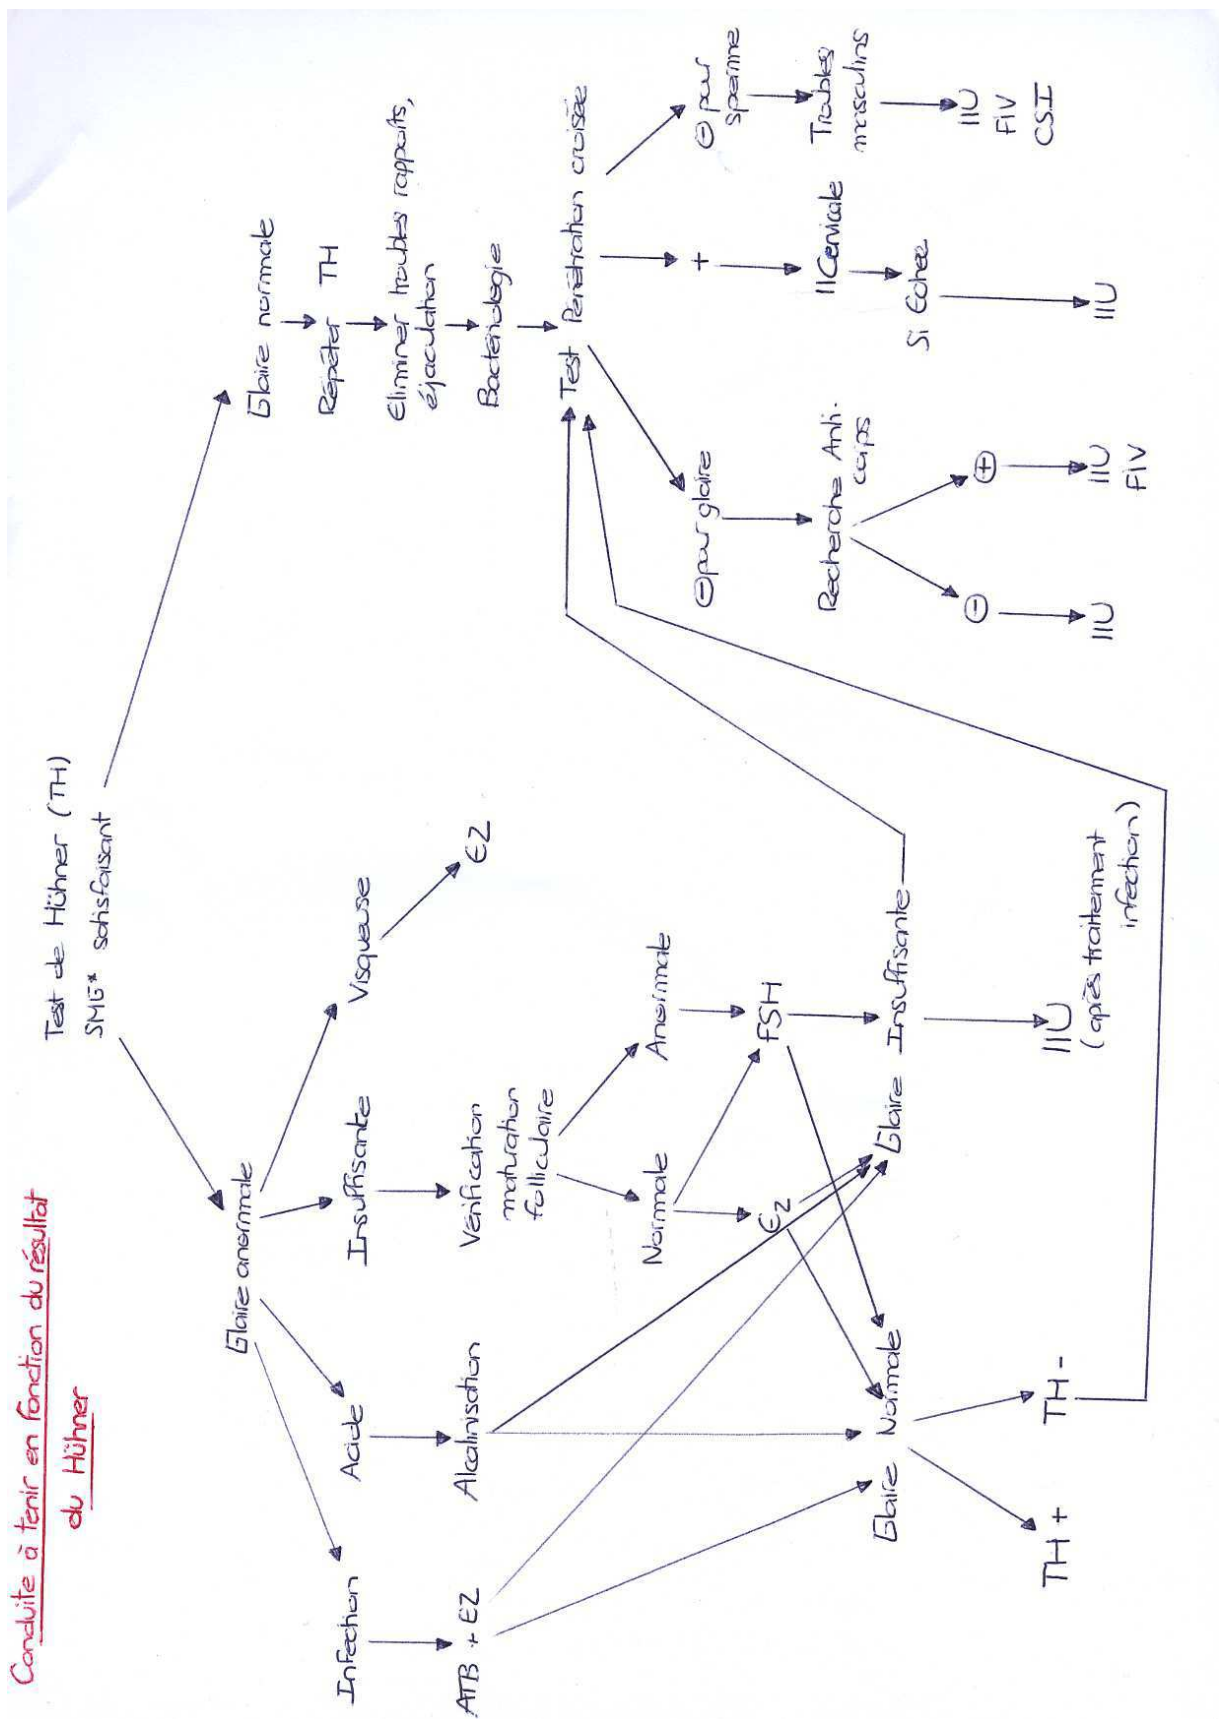 Conduite à tenir en fonction du résultat
du Hühner
Test de Hühner (TH)
SMG* satisfaisant
Glaire anormale
Glaire normale
Infection
Acide
Insuffisante
Visqueuse
Répéter TH
ATB + E2
Alcalinisation
Vérification
maturation
folliculaire
E2
Eliminer troubles rapports,
éjaculation
Bactériologie
Test Pénétration croisée
Normale
Anormale
⊖ pour glaire
+
⊖ pour
sperme
E2
FSH
Recherche Anti-
corps
IICervicale
Troubles
masculins
Glaire Normale
Glaire Insuffisante
⊖
⊕
Si Echec
IIU
FIV
CSI
TH +
TH -
IIU
(après traitement
infection)
IIU
IIU
FIV
IIU